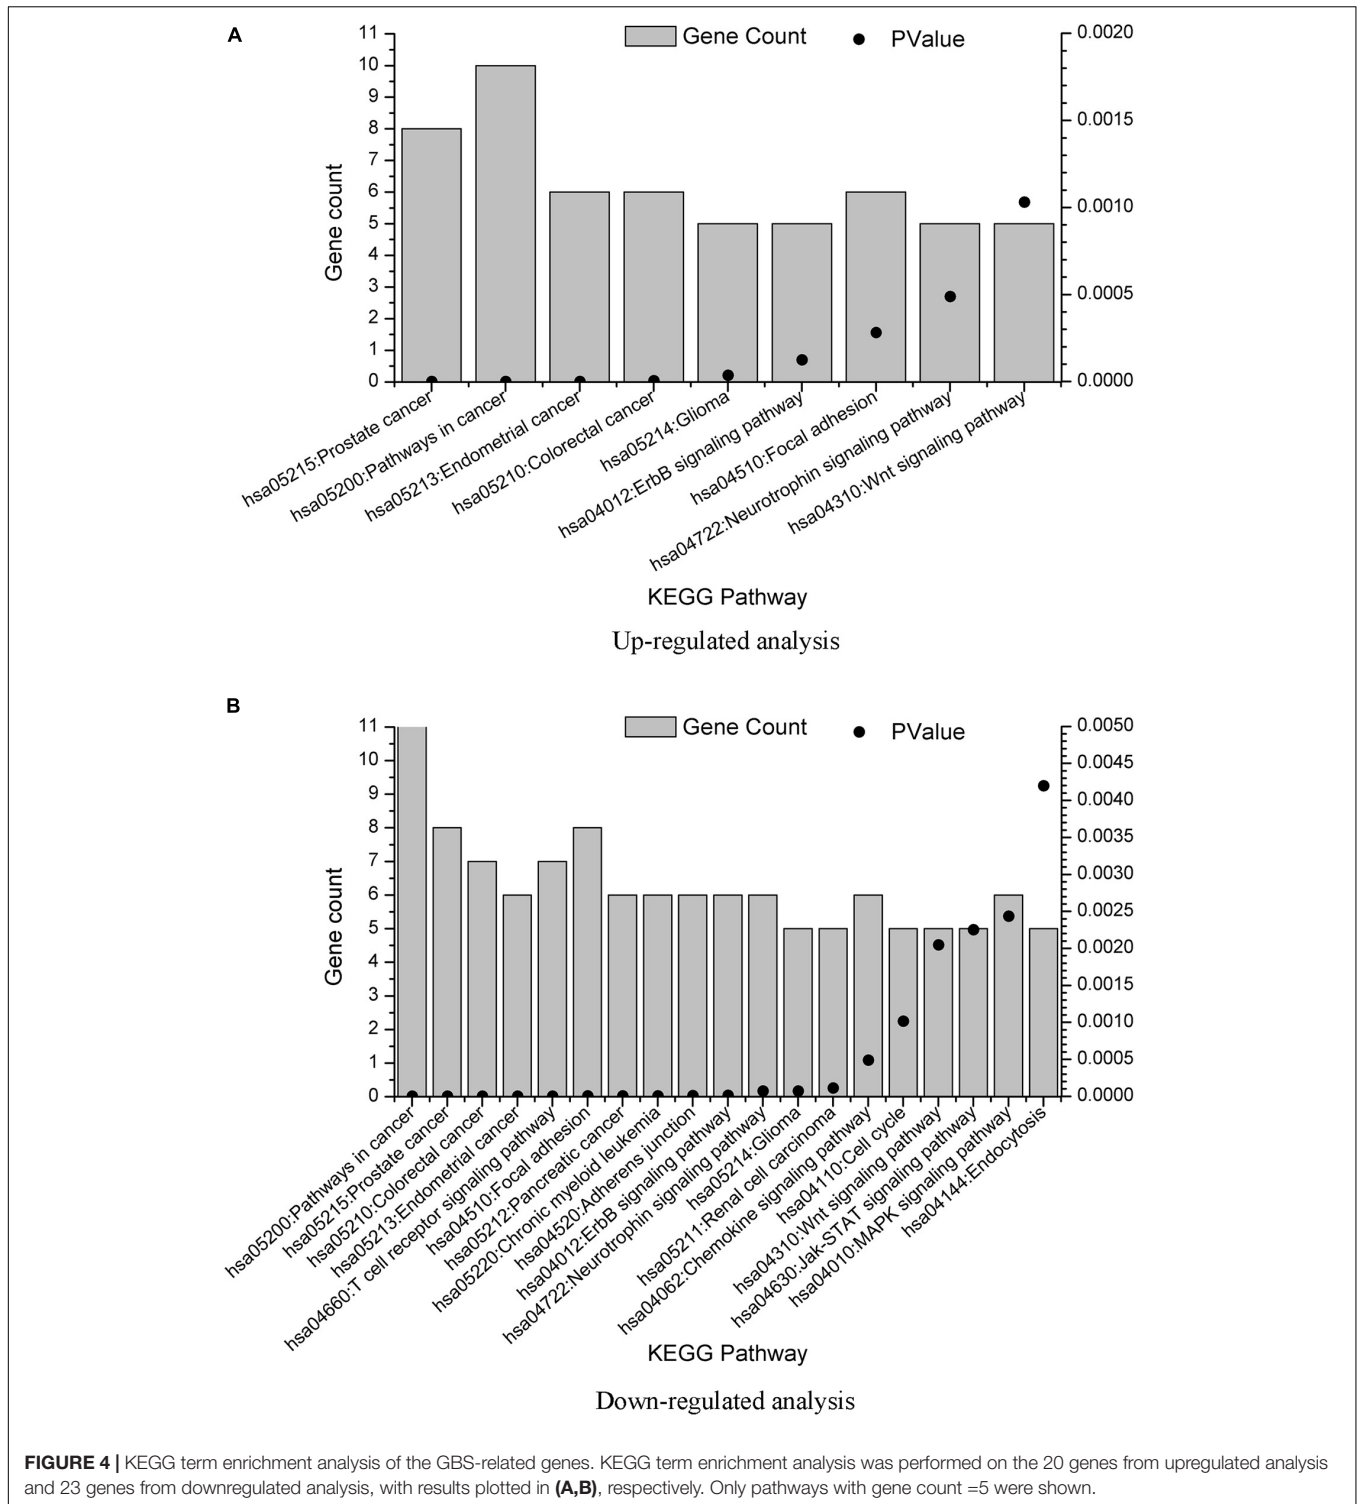 A
Gene Count
PValue
11
10
9
8
7
6
5
4
3
2
1
0
Gene count
0.0020
0.0015
0.0010
0.0005
0.0000
hsa05215:Prostate cancer
hsa05200:Pathways in cancer
hsa05213:Endometrial cancer
hsa05210:Colorectal cancer
hsa05214:Glioma
hsa04012:ErbB signaling pathway
hsa04510:Focal adhesion
hsa04722:Neurotrophin signaling pathway
hsa04310:Wnt signaling pathway
KEGG Pathway
Up-regulated analysis
B
Gene Count
PValue
11
10
9
8
7
6
5
4
3
2
1
0
Gene count
0.0050
0.0045
0.0040
0.0035
0.0030
0.0025
0.0020
0.0010
0.0005
0.0000
hsa05200:Pathways in cancer
hsa05215:Prostate cancer
hsa05210:Colorectal cancer
hsa05213:Endometrial cancer
hsa04660:T cell receptor signaling pathway
hsa04510:Focal adhesion
hsa05212:Pancreatic cancer
hsa05220:Chronic myeloid leukemia
hsa04520:Adherens junction
hsa04012:ErbB signaling pathway
hsa04722:Neurotrophin signaling pathway
hsa05214:Glioma
hsa05211:Renal cell carcinoma
hsa04062:Chemokine signaling pathway
hsa04110:Cell cycle
hsa04310:Wnt signaling pathway
hsa04630:Jak-STAT signaling pathway
hsa04010:MAPK signaling pathway
hsa04144:Endocytosis
KEGG Pathway
Down-regulated analysis
FIGURE 4 | KEGG term enrichment analysis of the GBS-related genes. KEGG term enrichment analysis was performed on the 20 genes from upregulated analysis
and 23 genes from downregulated analysis, with results plotted in (A,B), respectively. Only pathways with gene count =5 were shown.